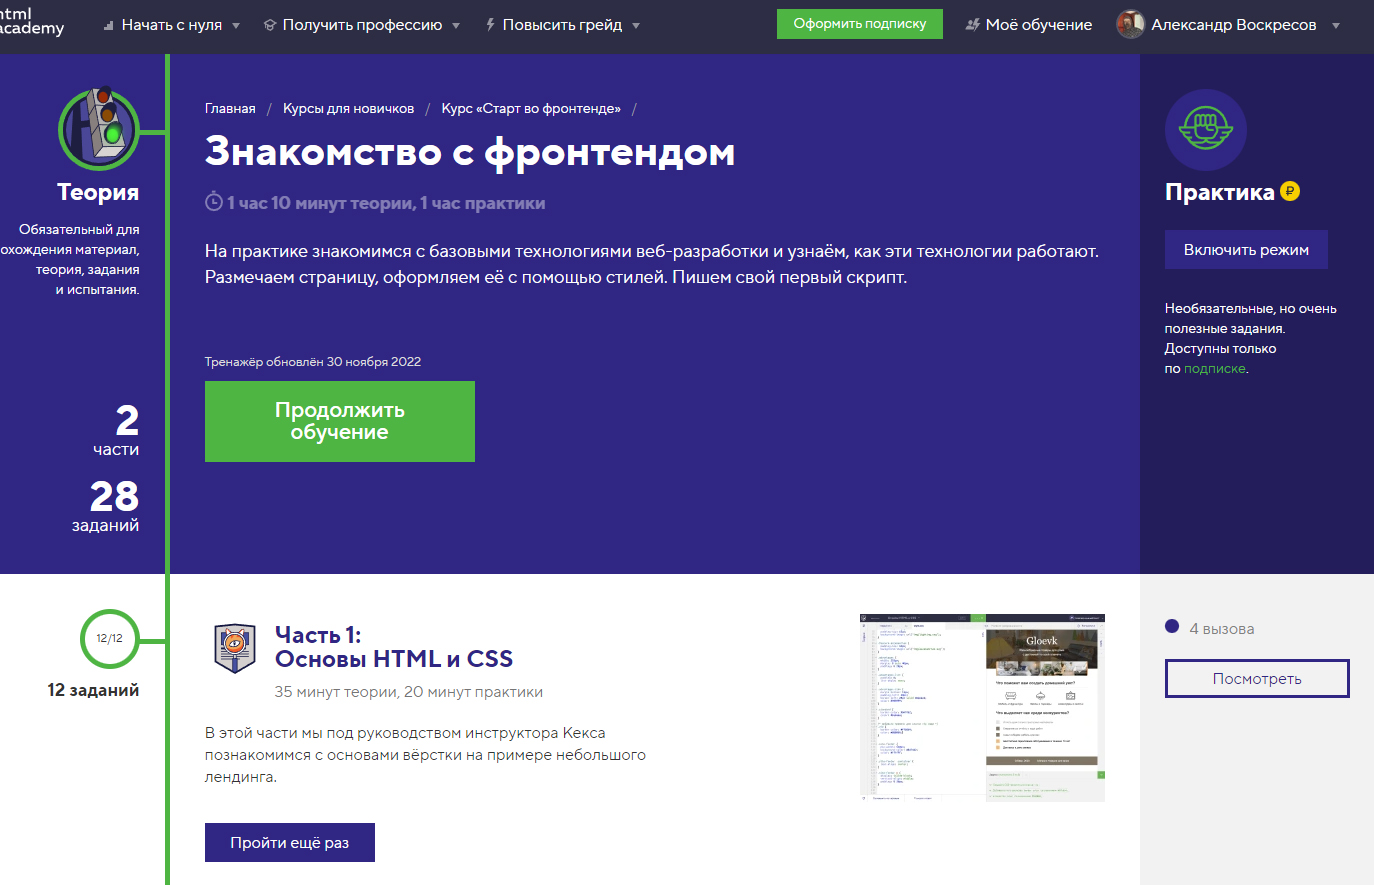 html
academy
Начать с нуля
Получить профессию
Повысить грейд
Оформить подписку
Моё обучение
Александр Воскресов
Теория
Обязательный для
охождения материал,
теория, задания
и испытания.
2
части
28
заданий
Главная / Курсы для новичков / Курс «Старт во фронтенде» /
Знакомство с фронтендом
1 час 10 минут теории, 1 час практики
На практике знакомимся с базовыми технологиями веб-разработки и узнаём, как эти технологии работают.
Размечаем страницу, оформляем её с помощью стилей. Пишем свой первый скрипт.
Тренажёр обновлён 30 ноября 2022
Продолжить
обучение
Практика ₽
Включить режим
Необязательные, но очень
полезные задания.
Доступны только
по подписке.
12/12
12 заданий
Часть 1:
Основы HTML и CSS
35 минут теории, 20 минут практики
В этой части мы под руководством инструктора Кекса
познакомимся с основами вёрстки на примере небольшого
лендинга.
Пройти ещё раз
Gloevk
4 вызова
Посмотреть